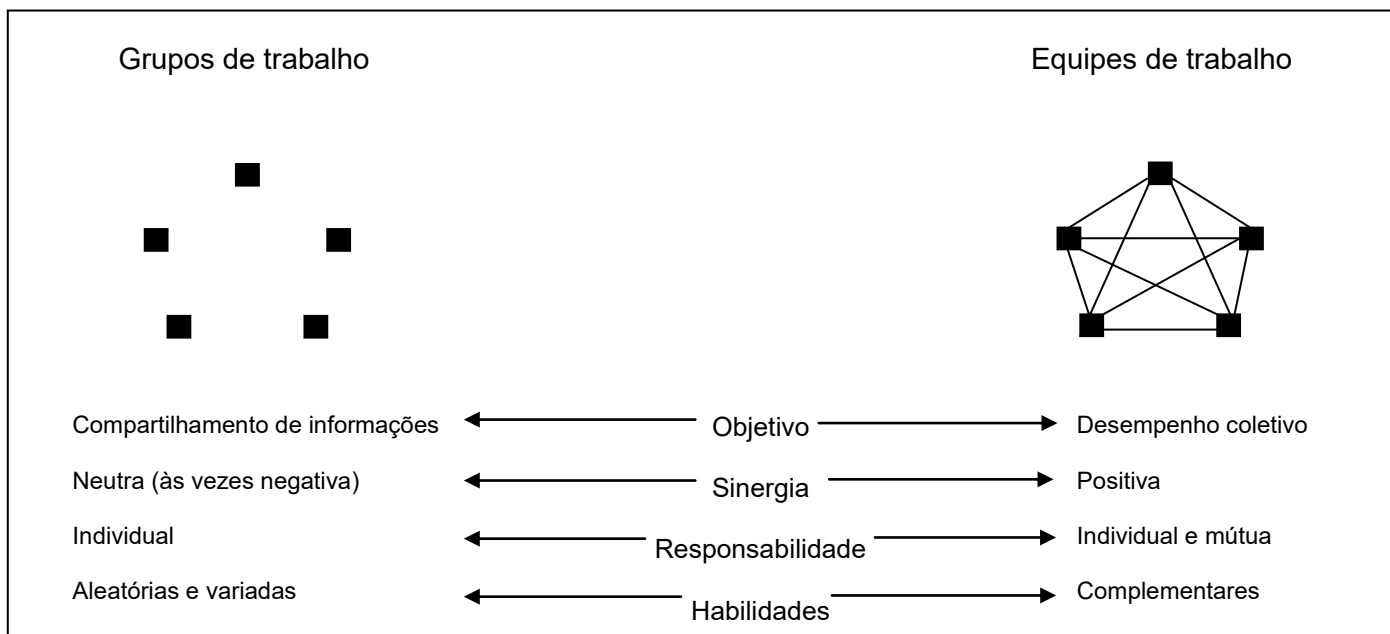 Grupos de trabalho Equipes de trabalho
Compartilhamento de informações Objetivo Desempenho coletivo
Neutra (às vezes negativa) Sinergia Positiva
Individual Responsabilidade Individual e mútua
Aleatórias e variadas Habilidades Complementares